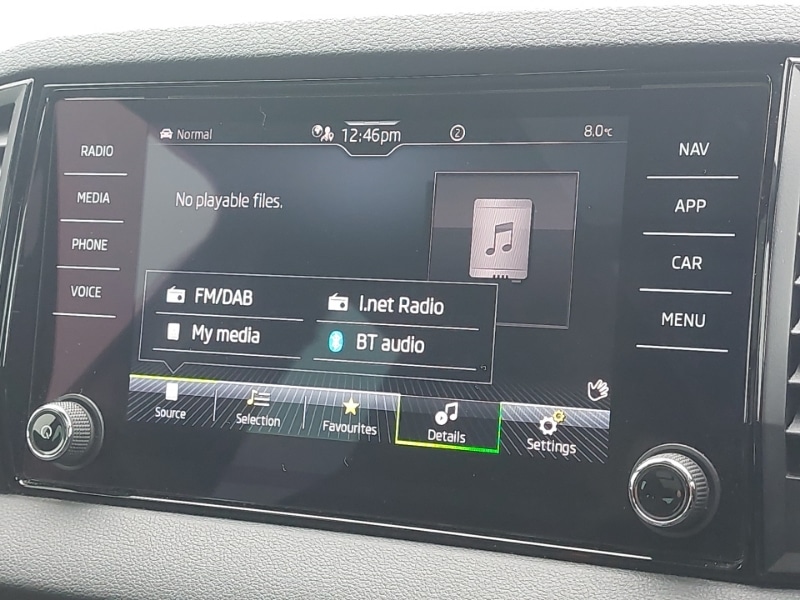 Normal 12:46pm 2 8.0°C
RADIO
MEDIA
PHONE
VOICE
No playable files.
FM/DAB I.net Radio
My media BT audio
Source Selection Favourites Details Settings
NAV
APP
CAR
MENU